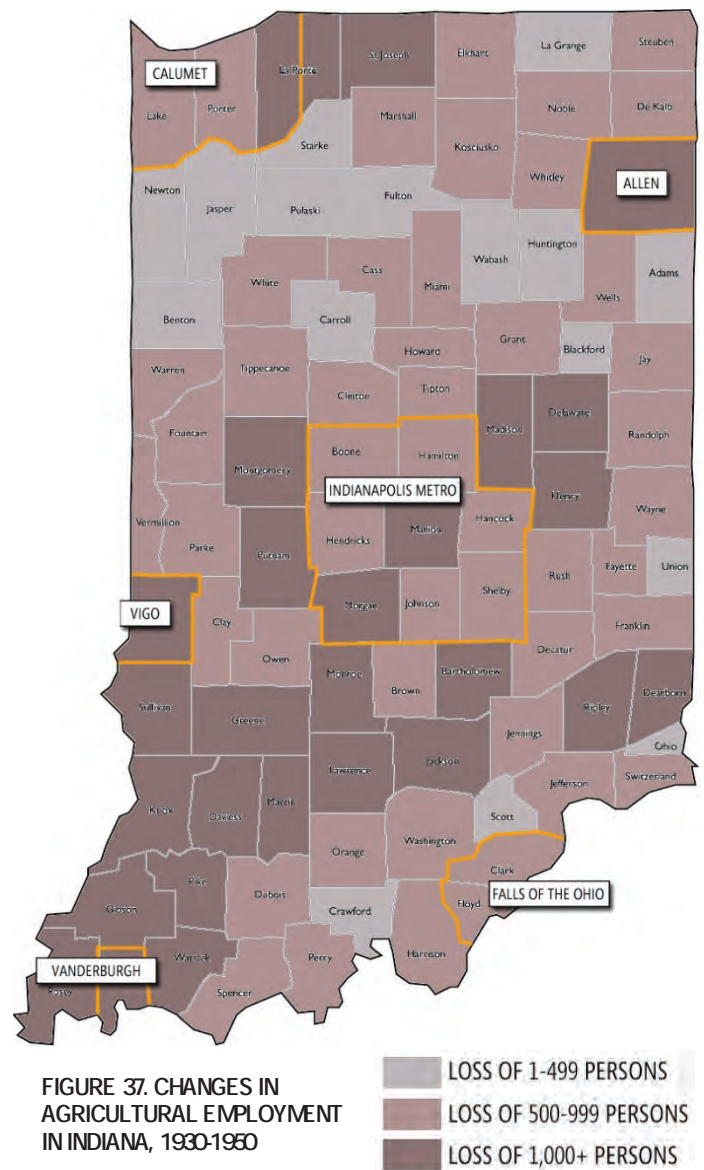 La Grange
Steuben
Elkhart
St Joseph
La Porte
CALUMET
Porter
Lake
Noble
De Kalb
Marshall
Starke
Kosciusko
Whitley
ALLEN
Newton
Jasper
Pulaski
Fulton
Huntington
Wabash
Adams
White
Cass
Miami
Wells
Benton
Carroll
Grant
Blackford
Jay
Howard
Warren
Tippecanoe
Clinton
Tipton
Delaware
Madison
Randolph
Fountain
Boone
Hamilton
Montgomery
INDIANAPOLIS METRO
Henry
Hancock
Wayne
Vermillion
Hendricks
Marion
Parke
Putnam
Rush
Fayette
Union
Shelby
VIGO
Morgan
Johnson
Clay
Franklin
Owen
Decatur
Monroe
Bartholomew
Brown
Dearborn
Sullivan
Greene
Ripley
Jennings
Ohio
Jackson
Lawrence
Switzerland
Jefferson
Knox
Daviess
Martin
Scott
Washington
Orange
Clark
Pike
Dubois
FALLS OF THE OHIO
Gibson
Crawford
Floyd
Harrison
Warrick
VANDERBURGH
Perry
Posey
Spencer
FIGURE 37. CHANGES IN
AGRICULTURAL EMPLOYMENT
IN INDIANA, 1930-1950
LOSS OF 1-499 PERSONS
LOSS OF 500-999 PERSONS
LOSS OF 1,000+ PERSONS